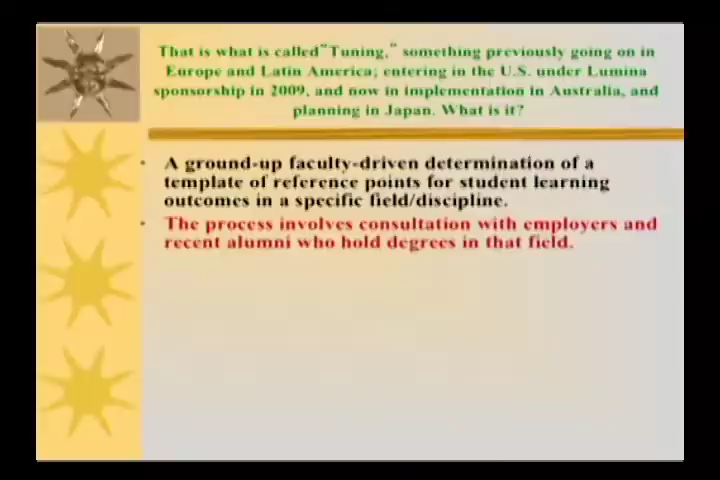 That is what is called "Tuning," something previously going on in
Europe and Latin America; entering in the U.S. under Lumina
sponsorship in 2009, and now in implementation in Australia, and
planning in Japan. What is it?
• A ground-up faculty-driven determination of a
template of reference points for student learning
outcomes in a specific field/discipline.
• The process involves consultation with employers and
recent alumni who hold degrees in that field.